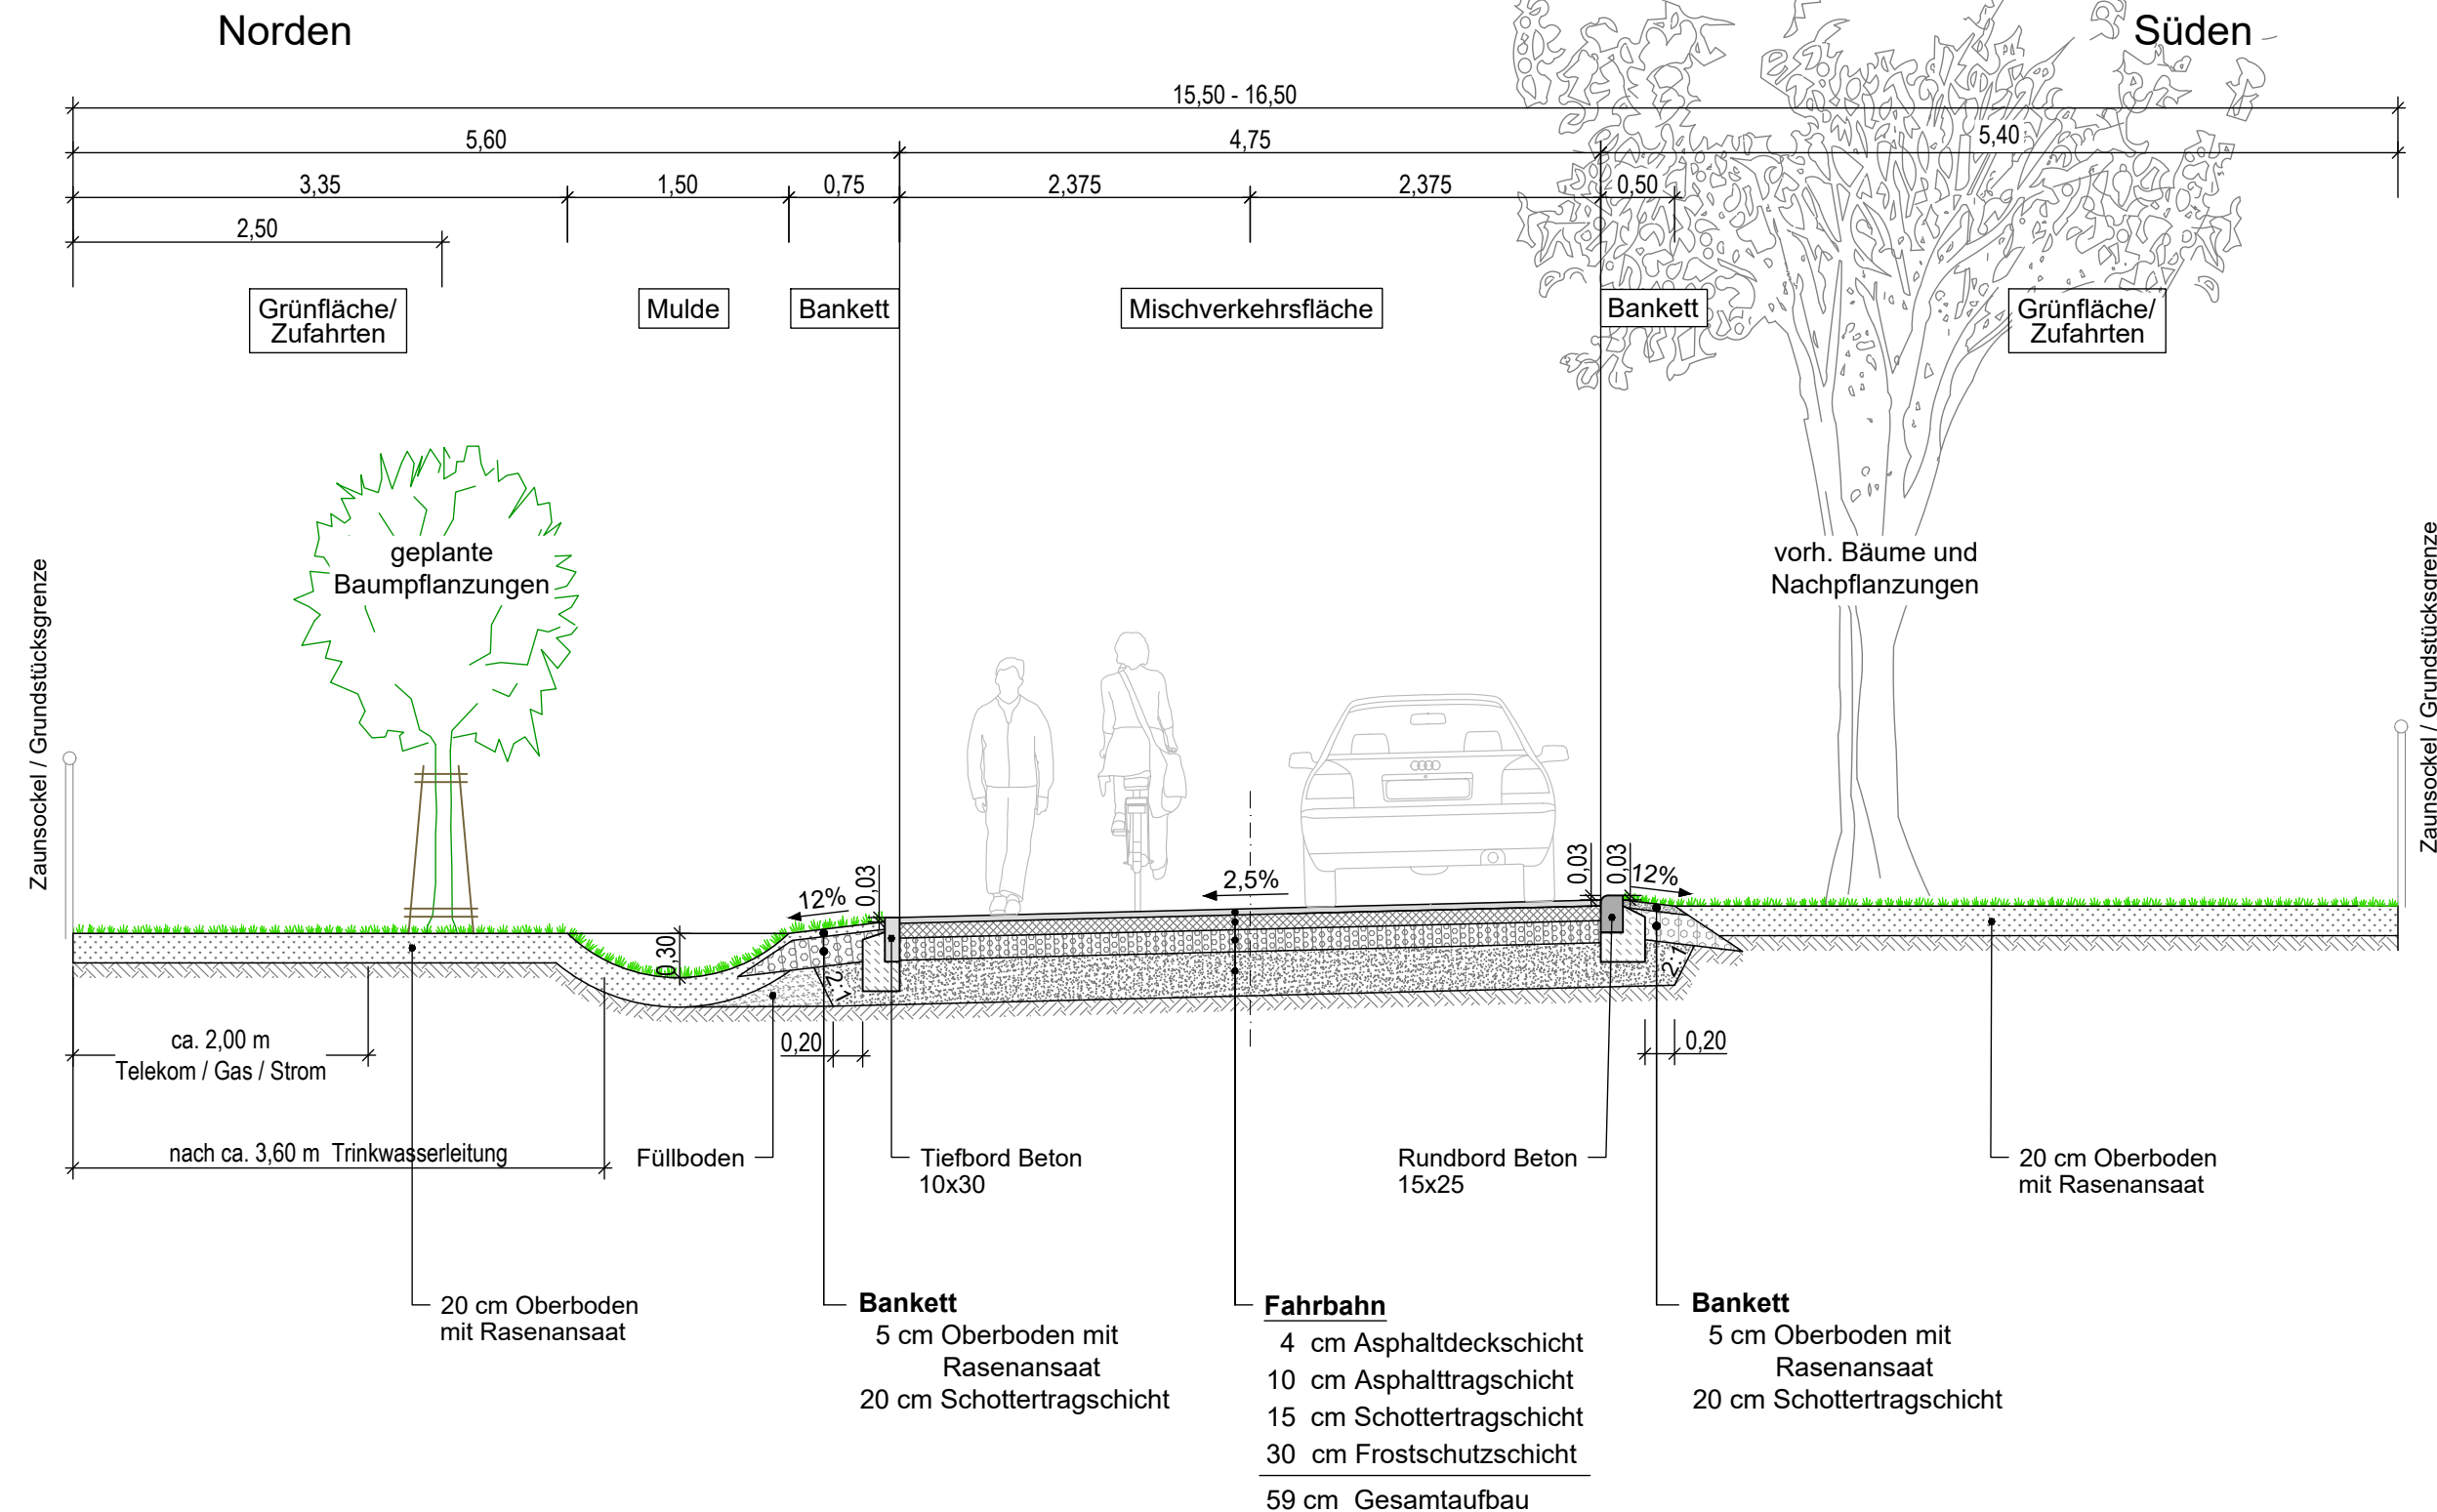 Norden
Süden
15,50 - 16,50
5,60
4,75
5,40
3,35
1,50
0,75
2,375
2,375
0,50
2,50
Grünfläche/
Zufahrten
Mulde
Bankett
Mischverkehrsfläche
Bankett
Grünfläche/
Zufahrten
geplante
Baumpflanzungen
vorh. Bäume und
Nachpflanzungen
Zaunsockel / Grundstücksgrenze
Zaunsockel / Grundstücksgrenze
12%
0,03
2,5%
0,03
0,03
12%
0,30
2:1
2:1
0,20
0,20
ca. 2,00 m
Telekom / Gas / Strom
nach ca. 3,60 m Trinkwasserleitung
Füllboden
Tiefbord Beton
10x30
Rundbord Beton
15x25
20 cm Oberboden
mit Rasenansaat
20 cm Oberboden
mit Rasenansaat
Bankett
5 cm Oberboden mit
Rasenansaat
20 cm Schottertragschicht
Fahrbahn
4 cm Asphaltdeckschicht
10 cm Asphalttragschicht
15 cm Schottertragschicht
30 cm Frostschutzschicht
59 cm Gesamtaufbau
Bankett
5 cm Oberboden mit
Rasenansaat
20 cm Schottertragschicht